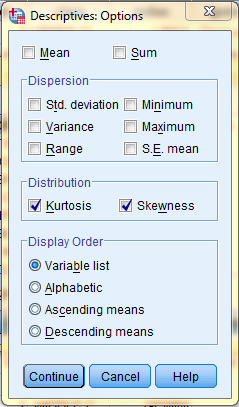 Descriptives: Options
Mean Sum
Dispersion
Std. deviation Minimum
Variance Maximum
Range S.E. mean
Distribution
Kurtosis Skewness
Display Order
Variable list
Alphabetic
Ascending means
Descending means
Continue Cancel Help